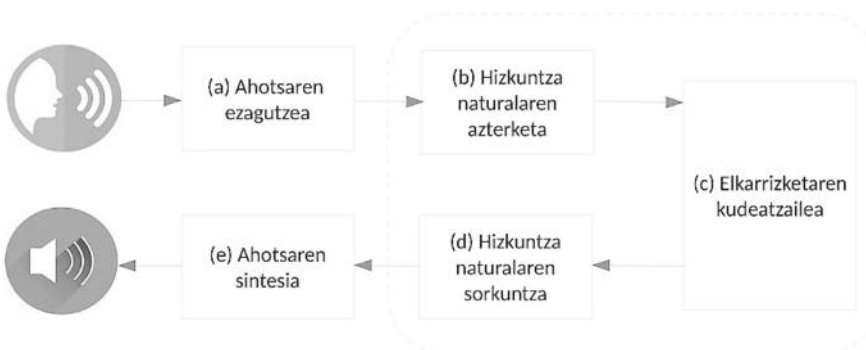 (a) Ahotsaren
ezagutzea
(b) Hizkuntza
naturalaren
azterketa
(c) Elkarrizketaren
kudeatzailea
(d) Hizkuntza
naturalaren
sorkuntza
(e) Ahotsaren
sintesia